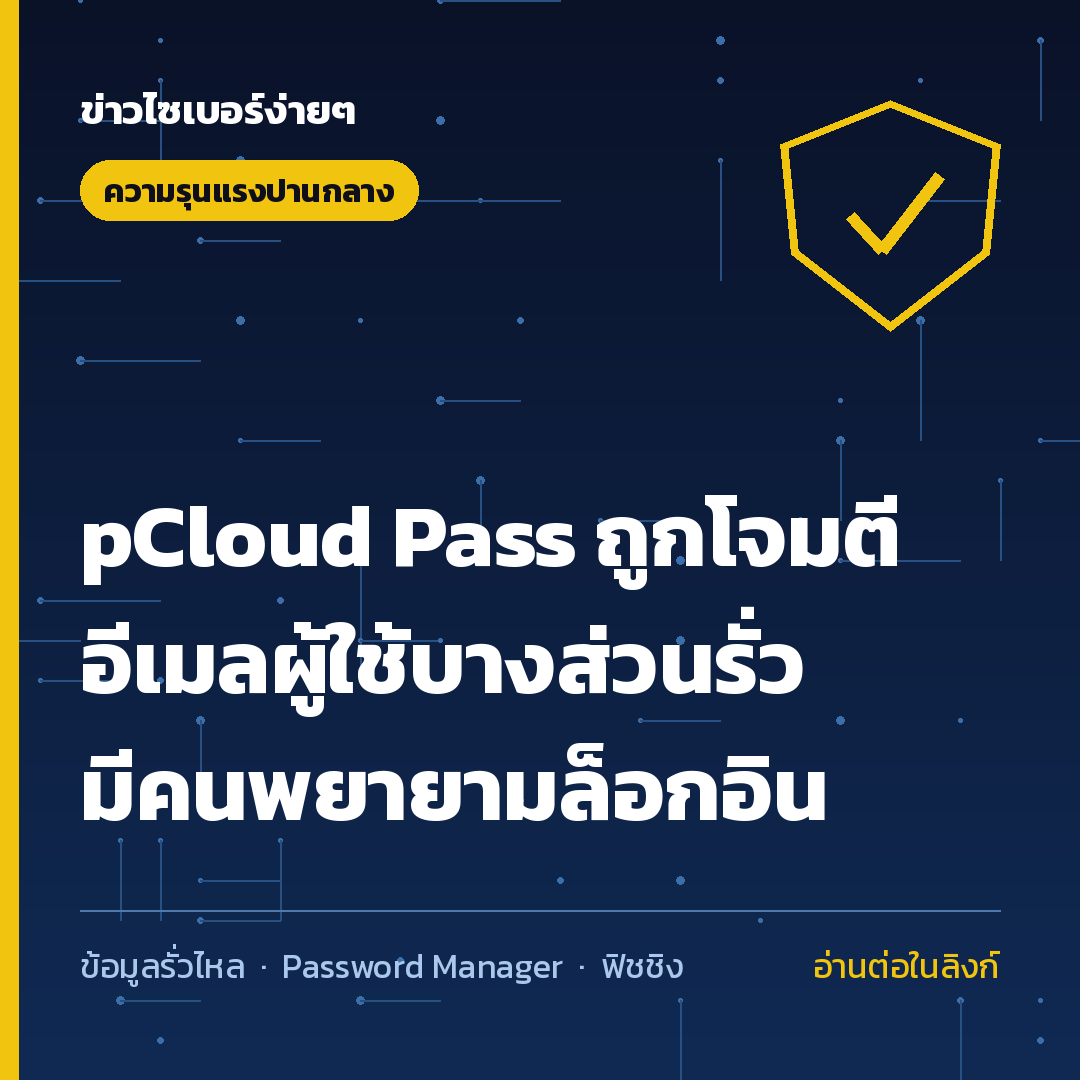 ข่าวไซเบอร์ง่ายๆ
ความรุนแรงปานกลาง
pCloud Pass ถูกโจมตี
อีเมลผู้ใช้บางส่วนรั่ว
มีคนพยายามล็อกอิน
ข้อมูลรั่วไหล · Password Manager · ฟิชชิง
อ่านต่อในลิงก์